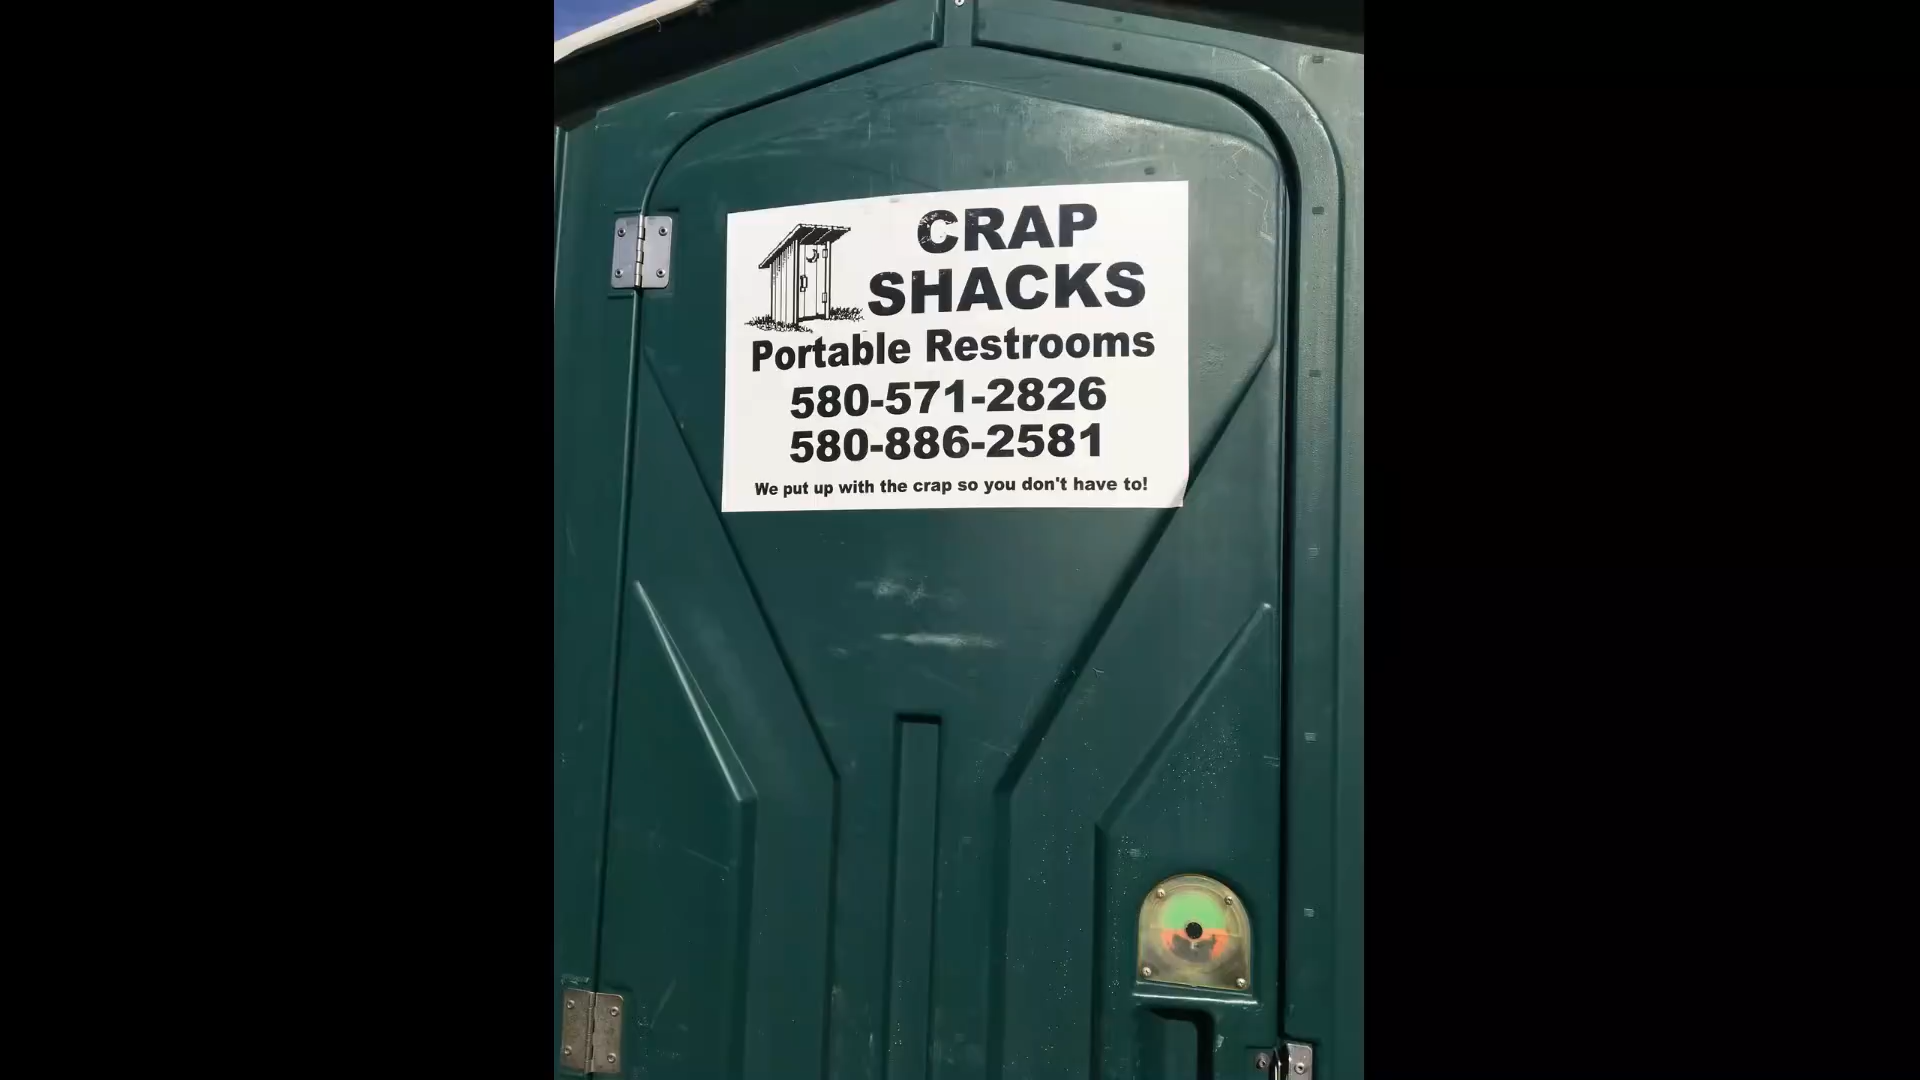 CRAP
SHACKS
Portable Restrooms
580-571-2826
580-886-2581
We put up with the crap so you don't have to!